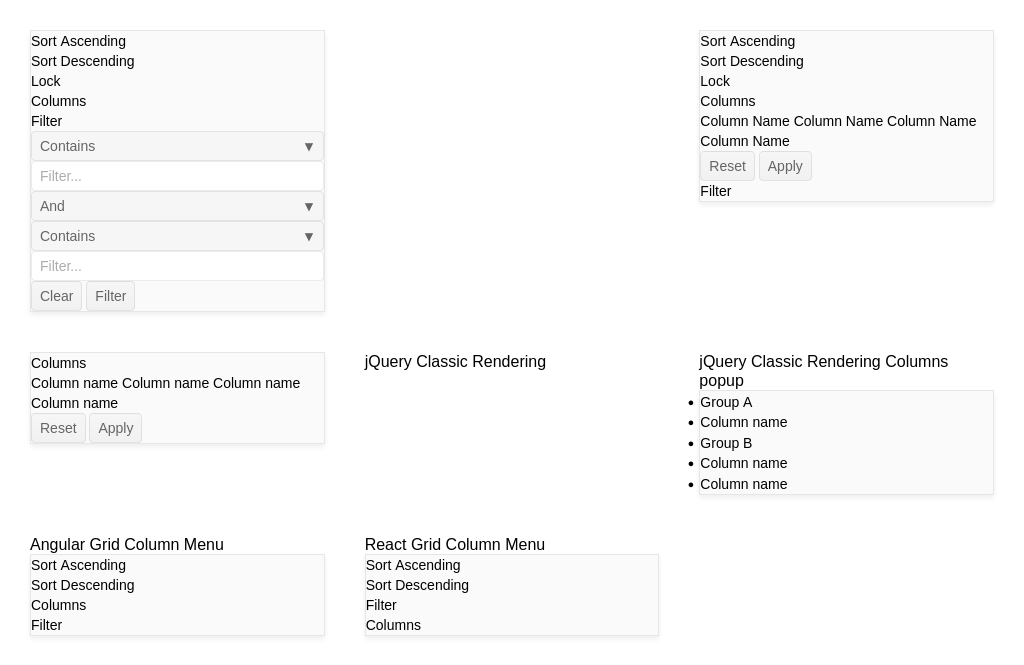 Sort Ascending
Sort Descending
Lock
Columns
Filter
Contains ▼
Filter...
And ▼
Contains ▼
Filter...
Clear Filter
Sort Ascending
Sort Descending
Lock
Columns
Column Name Column Name Column Name
Column Name
Reset Apply
Filter
Columns
Column name Column name Column name
Column name
Reset Apply
jQuery Classic Rendering
jQuery Classic Rendering Columns
popup
• Group A
• Column name
• Group B
• Column name
• Column name
Angular Grid Column Menu
Sort Ascending
Sort Descending
Columns
Filter
React Grid Column Menu
Sort Ascending
Sort Descending
Filter
Columns